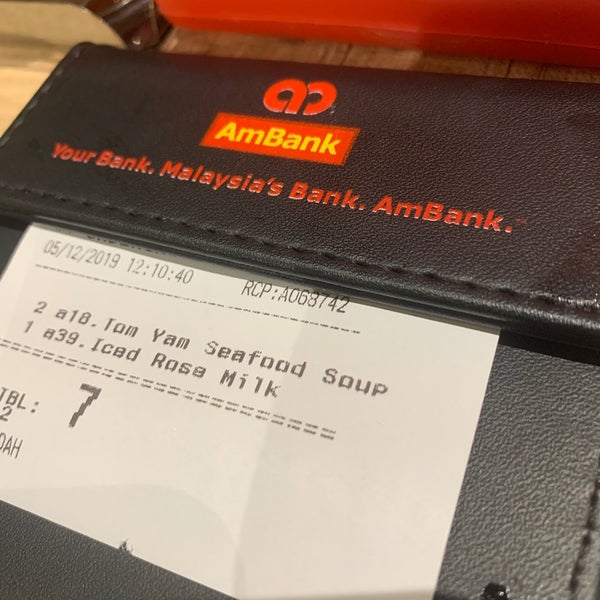 AmBank
Your Bank. Malaysia's Bank. AmBank.
05/12/2019 12:10:40 RCP:A068742
2 a18.Tom Yam Seafood Soup
1 a39.Iced Rose Milk
TBL: 7
2
DAH